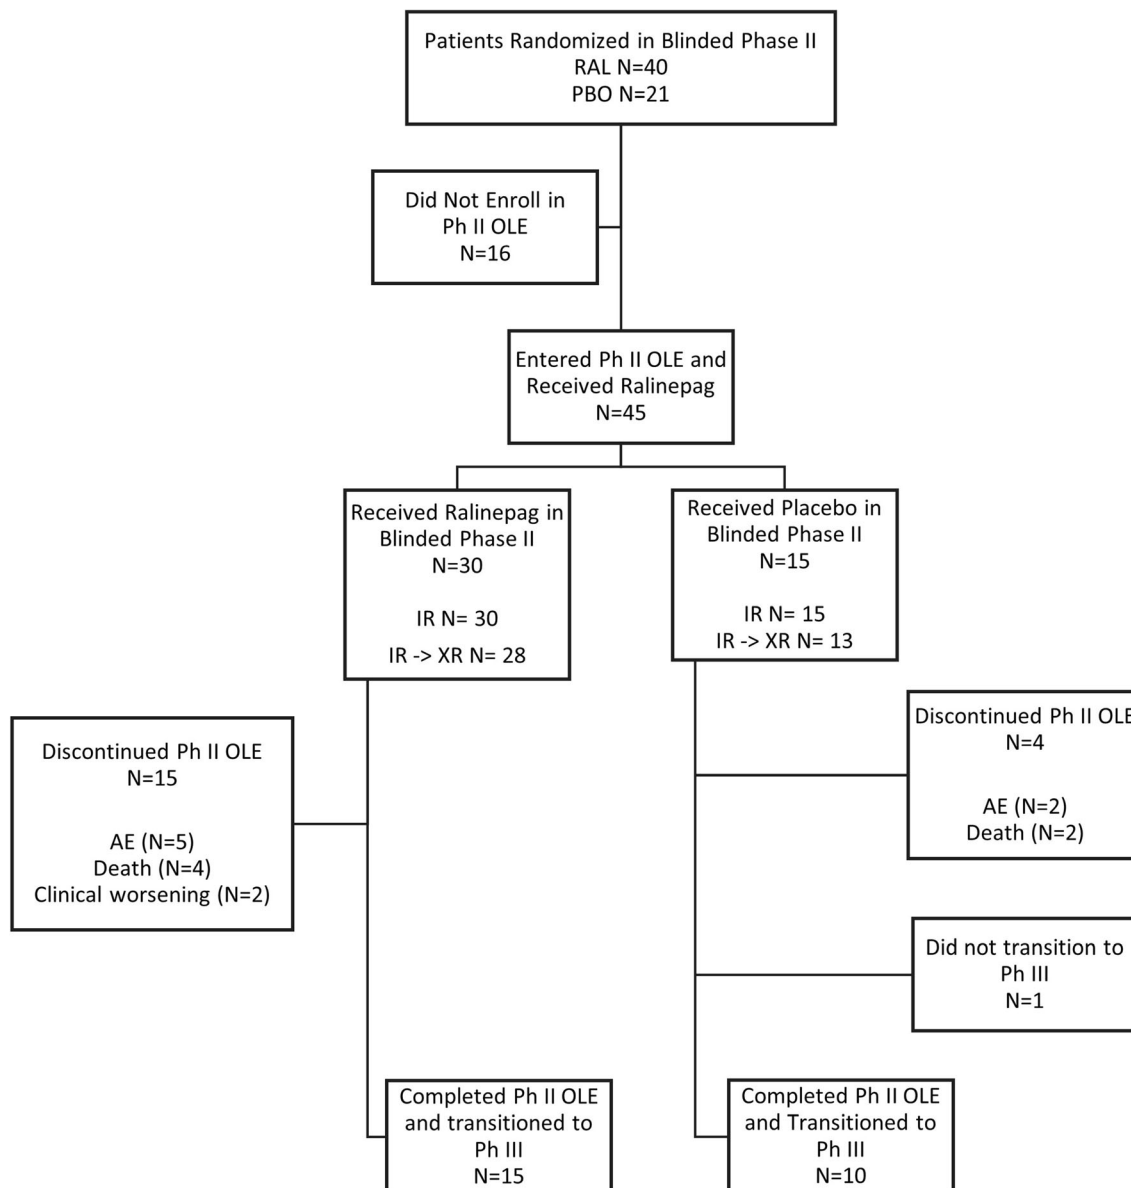 Patients Randomized in Blinded Phase II
RAL N=40
PBO N=21
Did Not Enroll in
Ph II OLE
N=16
Entered Ph II OLE and
Received Ralinepag
N=45
Received Ralinepag in
Blinded Phase II
N=30
IR N= 30
IR -> XR N= 28
Received Placebo in
Blinded Phase II
N=15
IR N= 15
IR -> XR N= 13
Discontinued Ph II OLE
N=15
AE (N=5)
Death (N=4)
Clinical worsening (N=2)
Discontinued Ph II OLE
N=4
AE (N=2)
Death (N=2)
Did not transition to
Ph III
N=1
Completed Ph II OLE
and transitioned to
Ph III
N=15
Completed Ph II OLE
and Transitioned to
Ph III
N=10